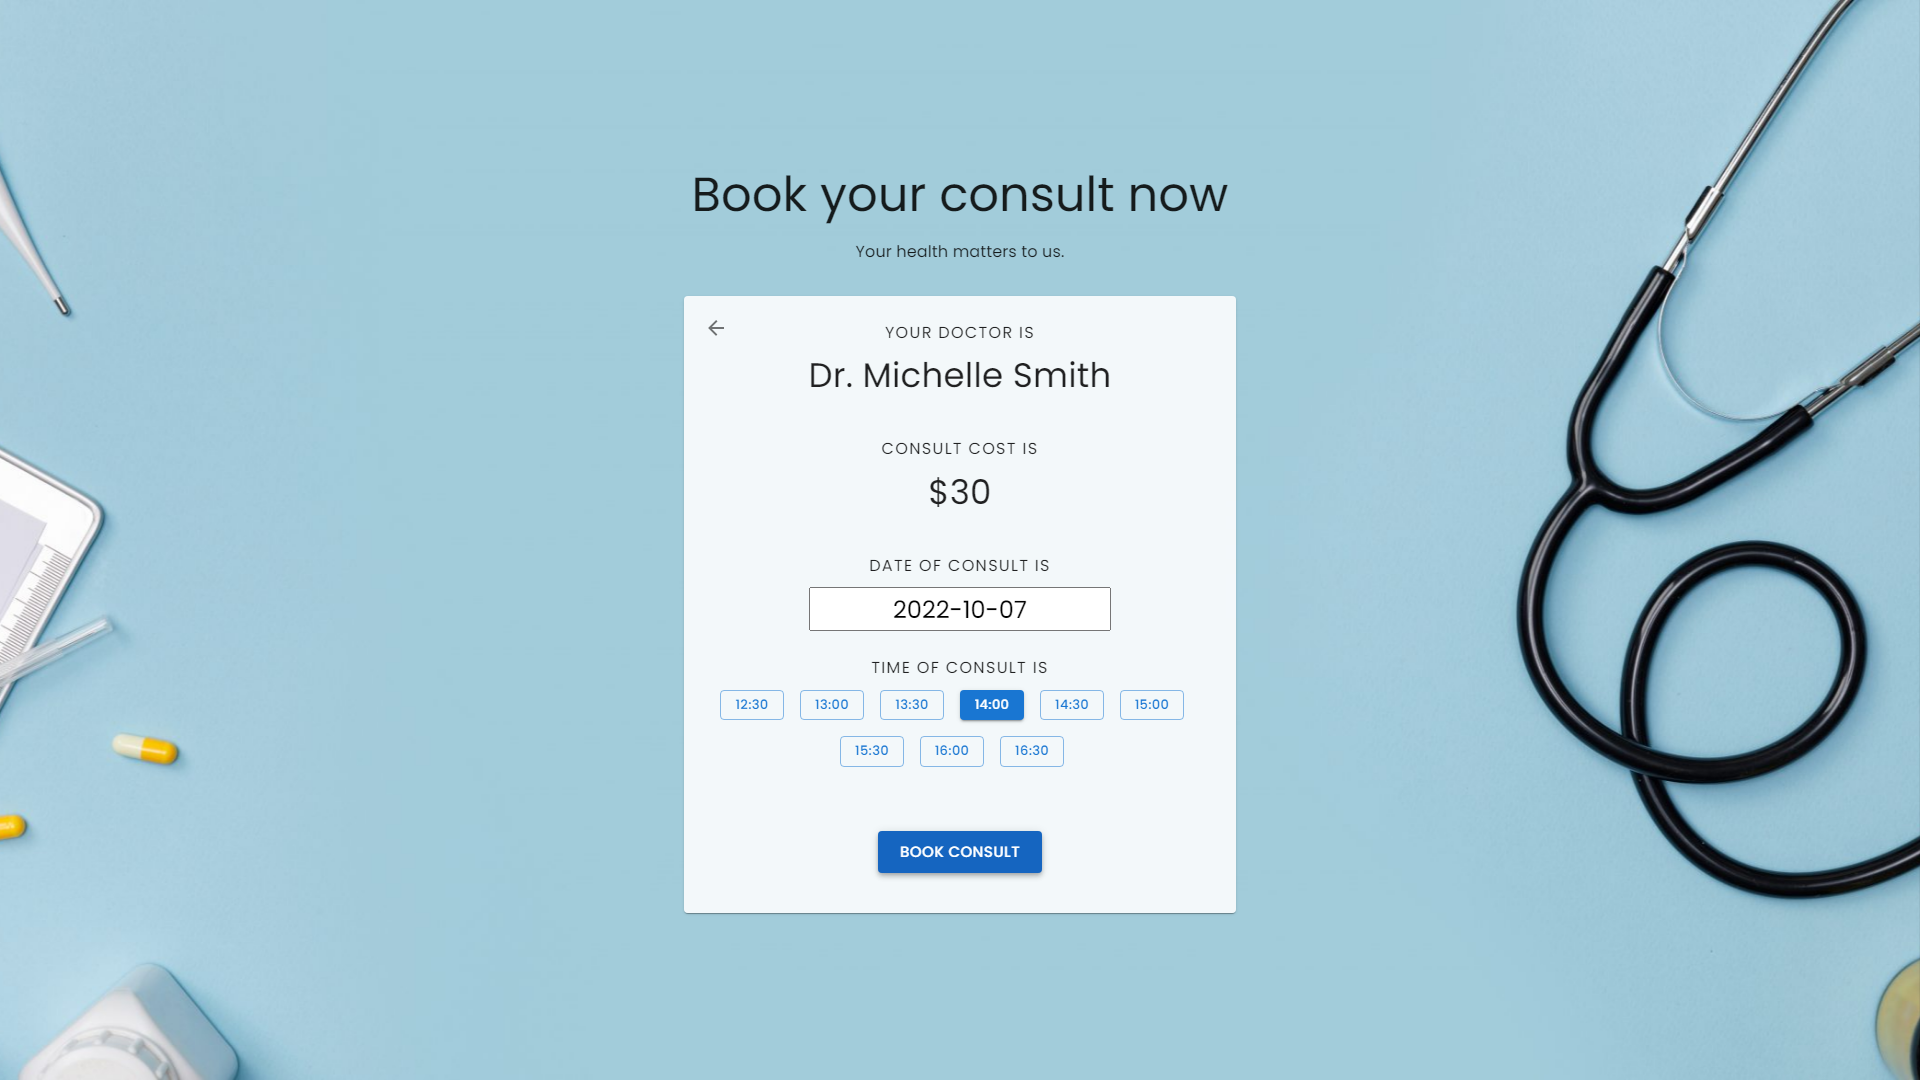 Book your consult now
Your health matters to us.
YOUR DOCTOR IS
Dr. Michelle Smith
CONSULT COST IS
$30
DATE OF CONSULT IS
2022-10-07
TIME OF CONSULT IS
12:30 13:00 13:30 14:00 14:30 15:00
15:30 16:00 16:30
BOOK CONSULT